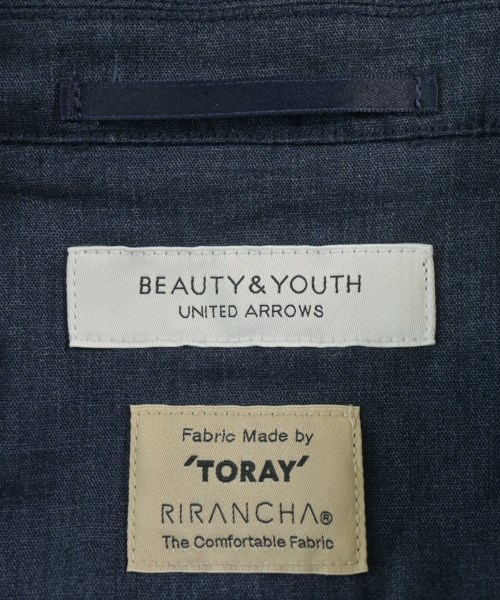 BEAUTY&YOUTH
UNITED ARROWS
Fabric Made by
'TORAY'
RIRANCHA®
The Comfortable Fabric